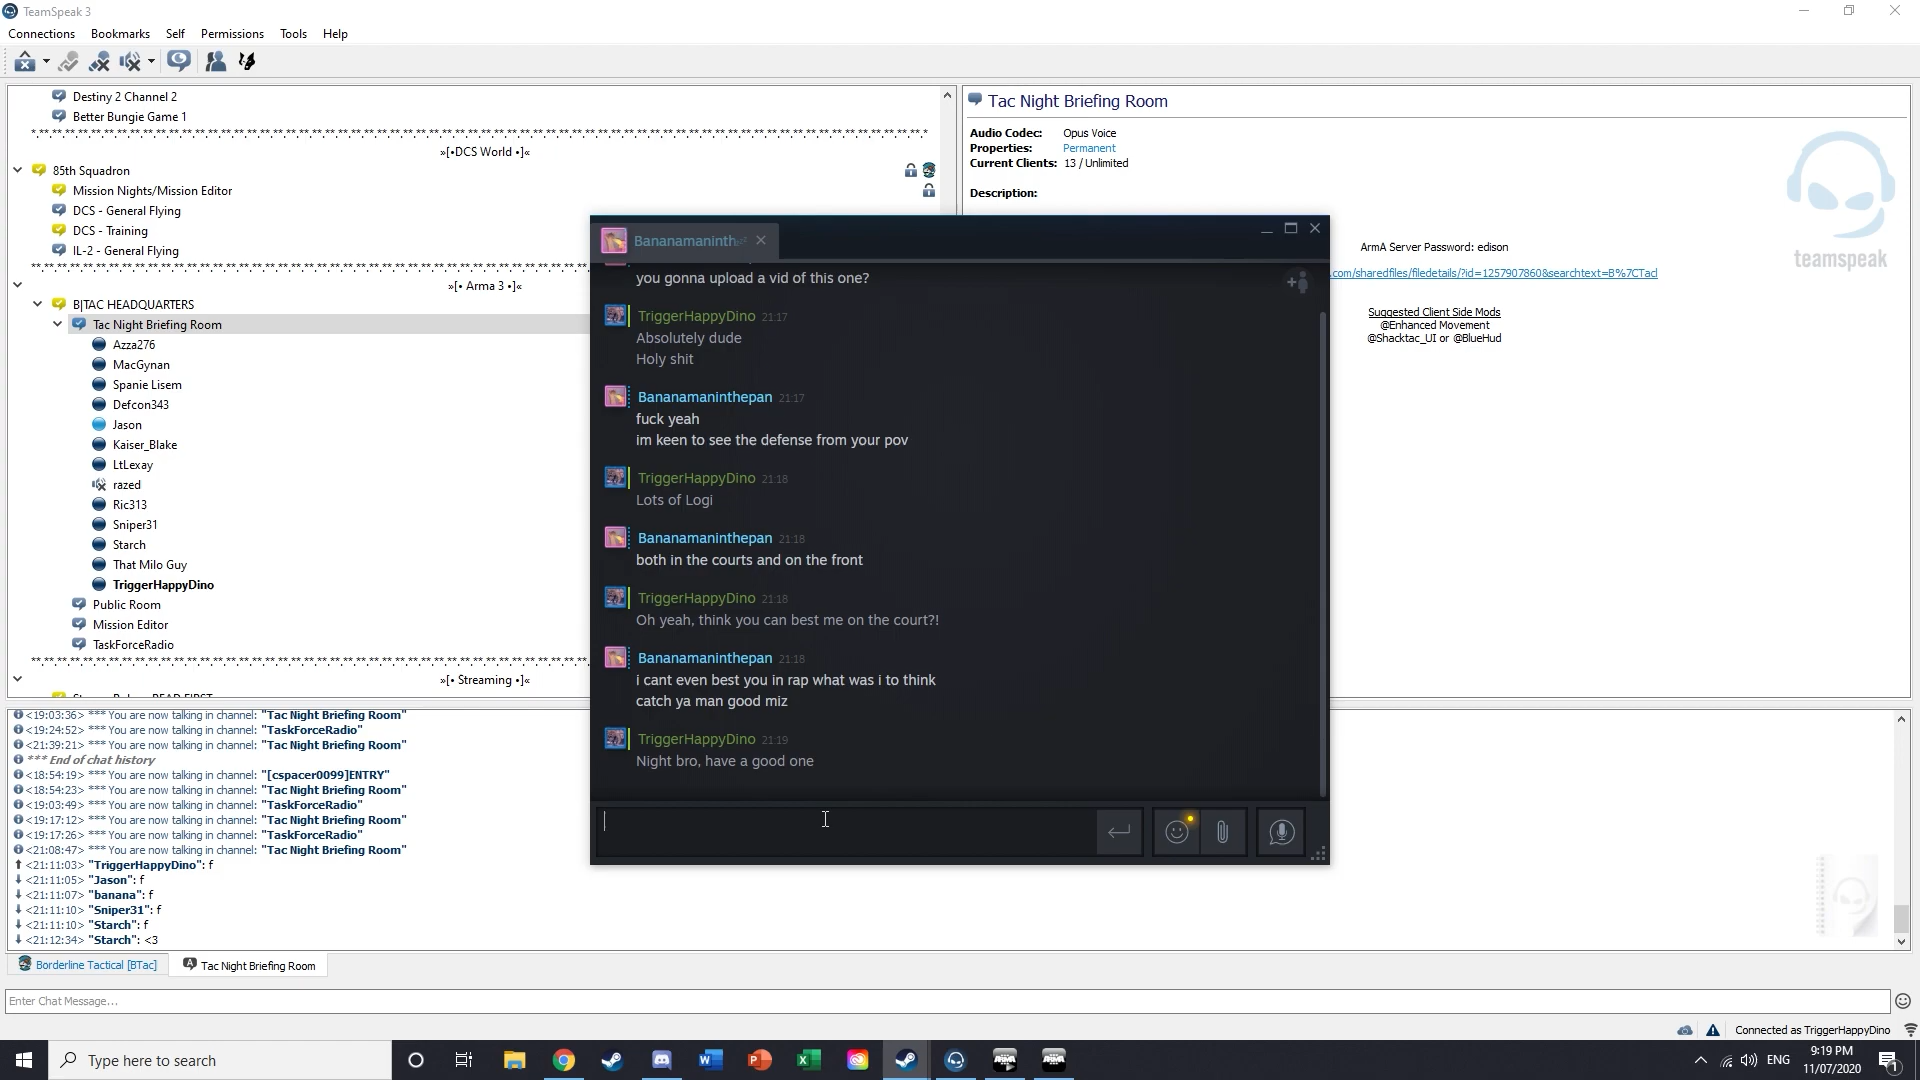 TeamSpeak 3
Connections Bookmarks Self Permissions Tools Help
Destiny 2 Channel 2
Better Bungie Game 1
»[•DCS World •]«
85th Squadron
Mission Nights/Mission Editor
DCS - General Flying
DCS - Training
IL-2 - General Flying
»[• Arma 3 •]«
B|TAC HEADQUARTERS
Tac Night Briefing Room
Azza276
MacGynan
Spanie Lisem
Defcon343
Jason
Kaiser_Blake
LtLexay
razed
Ric313
Sniper31
Starch
That Milo Guy
TriggerHappyDino
Public Room
Mission Editor
TaskForceRadio
»[• Streaming •]«
Tac Night Briefing Room
Audio Codec: Opus Voice
Properties: Permanent
Current Clients: 13 / Unlimited
Description:
teamspeak
ArmA Server Password: edison
.com/sharedfiles/filedetails/?id=1257907860&searchtext=B%7CTacl
Suggested Client Side Mods
@Enhanced Movement
@Shacktac_UI or @BlueHud
Bananamaninth
you gonna upload a vid of this one?
TriggerHappyDino 21:17
Absolutely dude
Holy shit
Bananamaninthepan 21:17
fuck yeah
im keen to see the defense from your pov
TriggerHappyDino 21:18
Lots of Logi
Bananamaninthepan 21:18
both in the courts and on the front
TriggerHappyDino 21:18
Oh yeah, think you can best me on the court?!
Bananamaninthepan 21:18
i cant even best you in rap what was i to think
catch ya man good miz
TriggerHappyDino 21:19
Night bro, have a good one
<19:03:36> *** You are now talking in channel: "Tac Night Briefing Room"
<19:24:52> *** You are now talking in channel: "TaskForceRadio"
<21:39:21> *** You are now talking in channel: "Tac Night Briefing Room"
*** End of chat history
<18:54:19> *** You are now talking in channel: "[cspacer0099]ENTRY"
<18:54:23> *** You are now talking in channel: "Tac Night Briefing Room"
<19:03:49> *** You are now talking in channel: "TaskForceRadio"
<19:17:12> *** You are now talking in channel: "Tac Night Briefing Room"
<19:17:26> *** You are now talking in channel: "TaskForceRadio"
<21:08:47> *** You are now talking in channel: "Tac Night Briefing Room"
<21:11:03> "TriggerHappyDino": f
<21:11:05> "Jason": f
<21:11:07> "banana": f
<21:11:10> "Sniper31": f
<21:11:10> "Starch": f
<21:12:34> "Starch": <3
Borderline Tactical [BTac] Tac Night Briefing Room
Enter Chat Message...
Connected as TriggerHappyDino
Type here to search
ENG
9:19 PM
11/07/2020